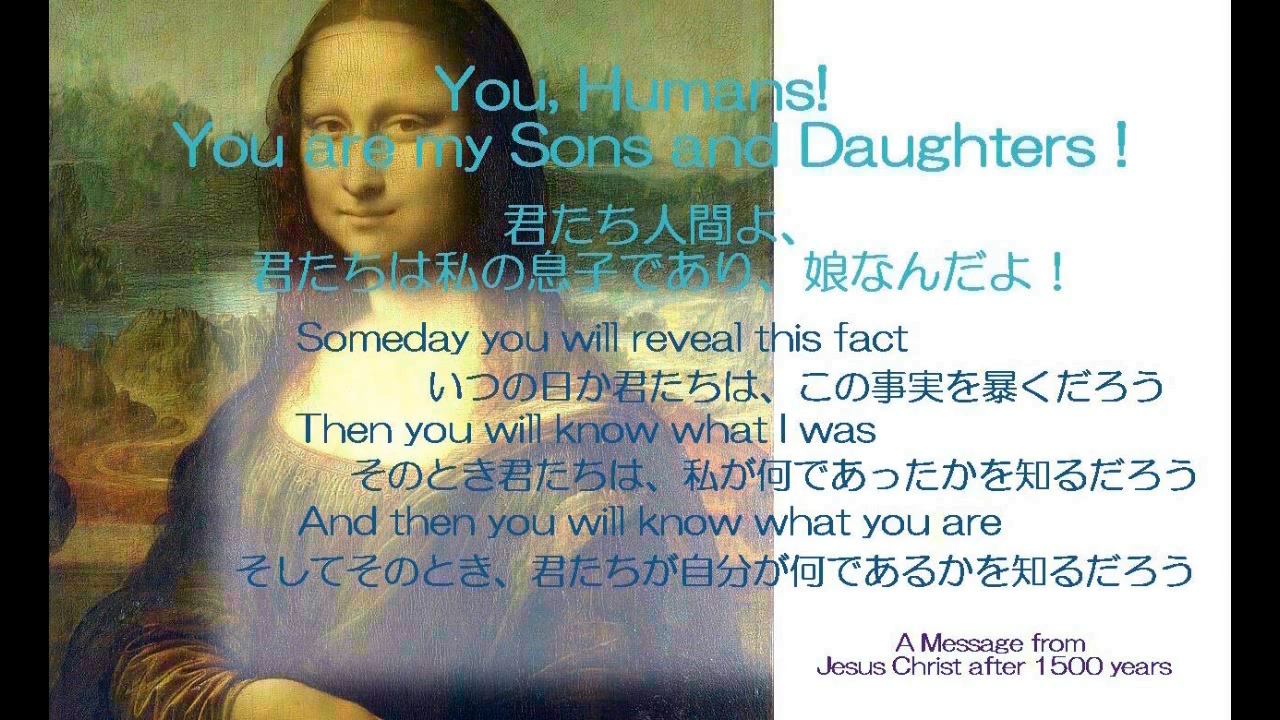 You, Humans!
You are my Sons and Daughters !
君たち人間よ、
君たちは私の息子であり、娘なんだよ！
Someday you will reveal this fact
いつの日か君たちは、この事実を暴くだろう
Then you will know what I was
そのとき君たちは、私が何であったかを知るだろう
And then you will know what you are
そしてそのとき、君たちが自分が何であるかを知るだろう
A Message from
Jesus Christ after 1500 years